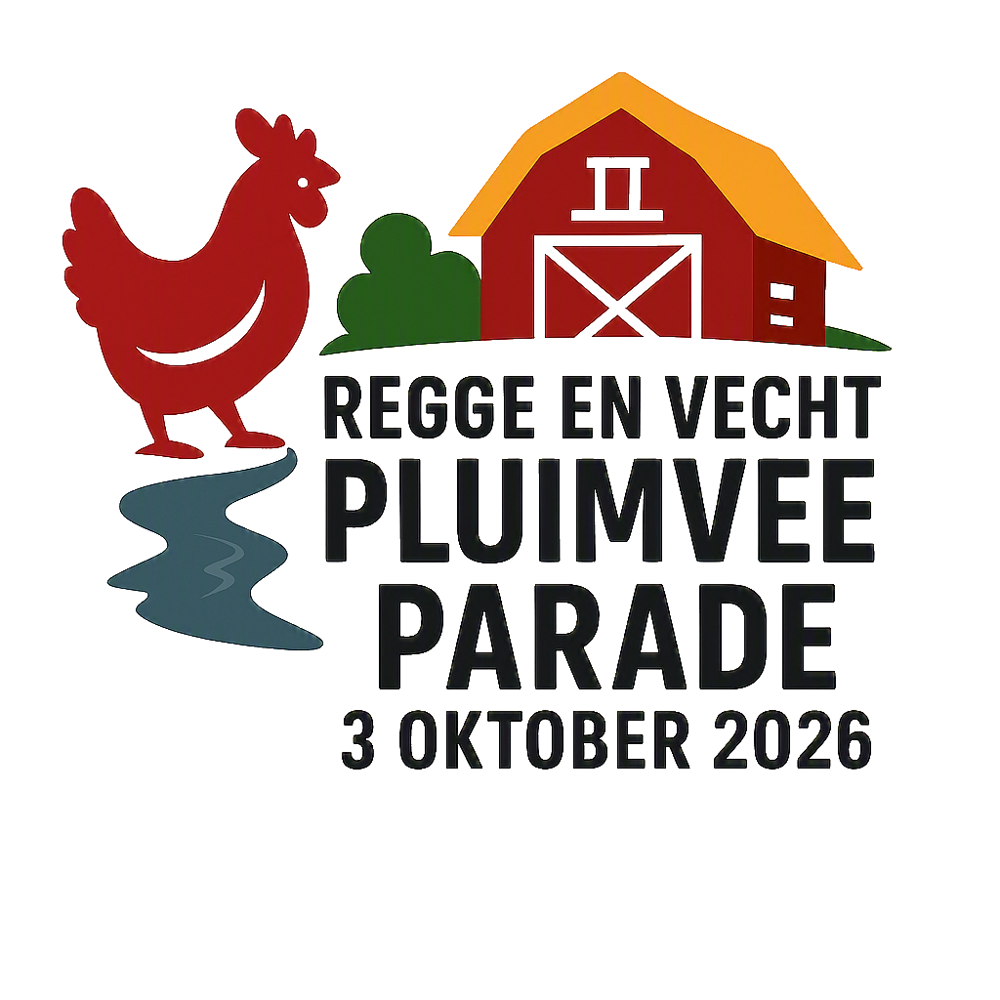 REGGE EN VECHT
PLUIMVEE
PARADE
3 OKTOBER 2026